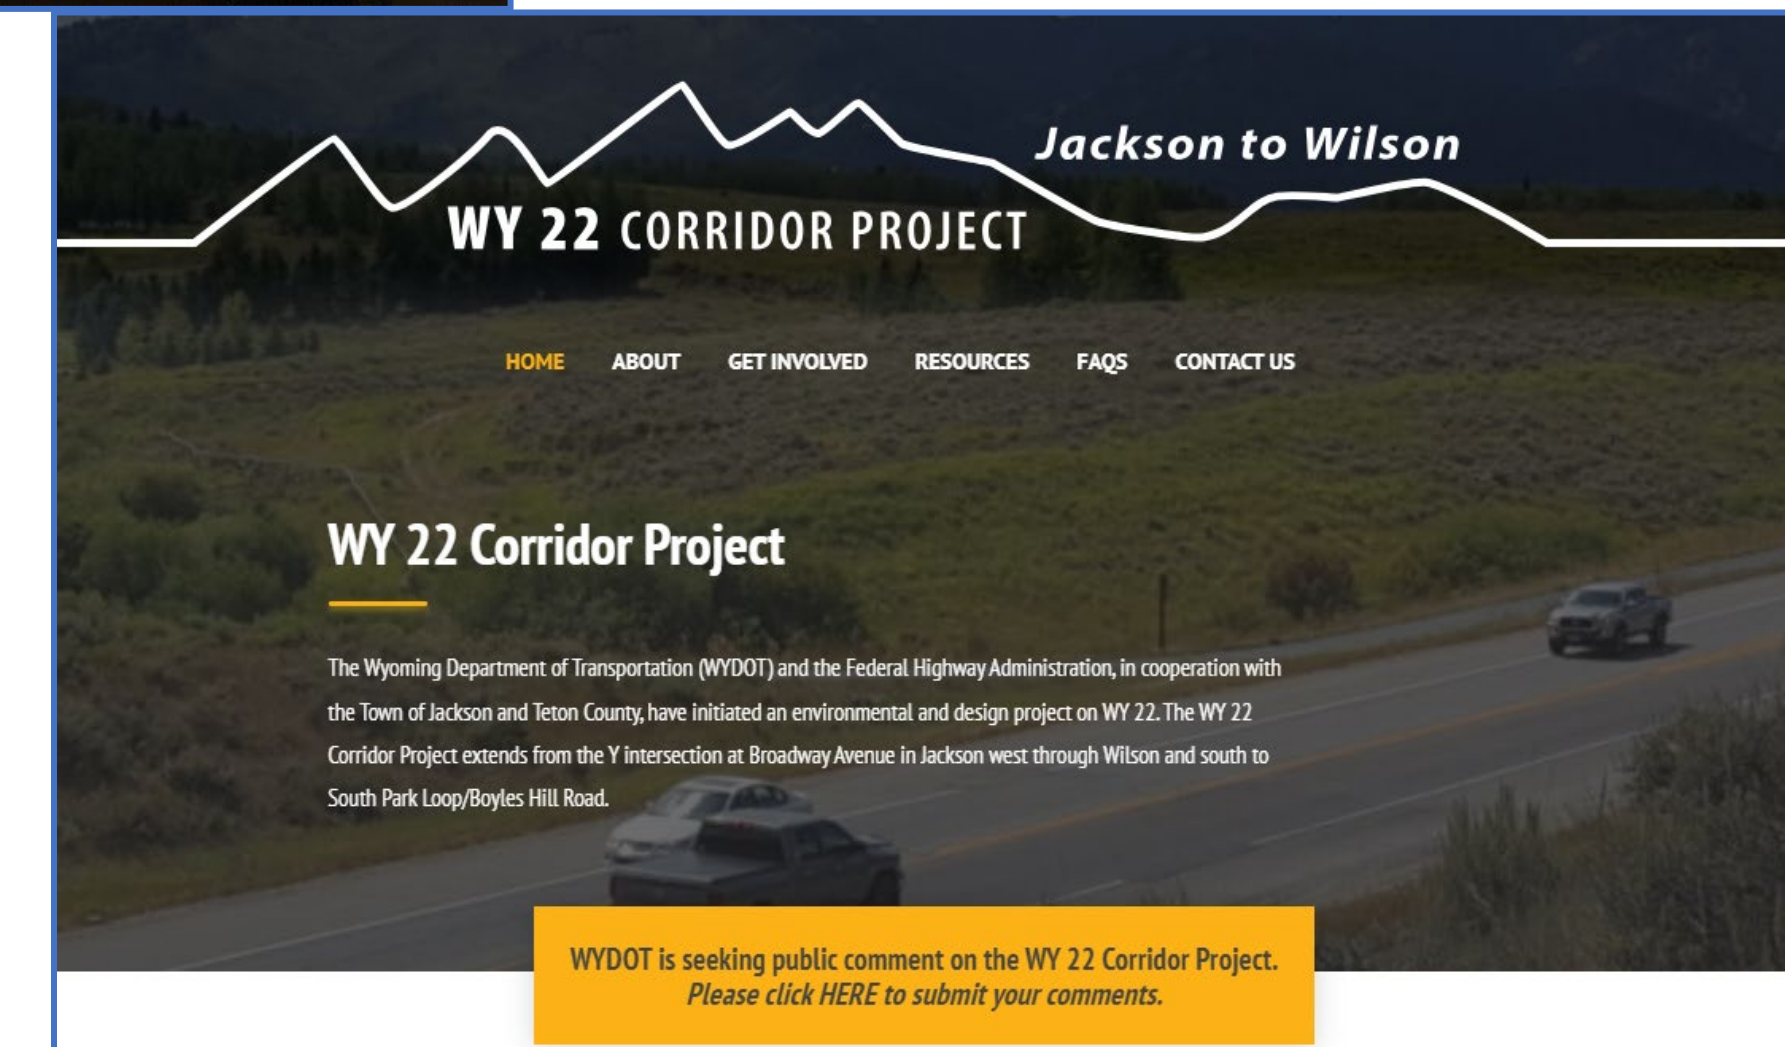 Jackson to Wilson
WY 22 CORRIDOR PROJECT
HOME ABOUT GET INVOLVED RESOURCES FAQS CONTACT US
WY 22 Corridor Project
The Wyoming Department of Transportation (WYDOT) and the Federal Highway Administration, in cooperation with
the Town of Jackson and Teton County, have initiated an environmental and design project on WY 22. The WY 22
Corridor Project extends from the Y intersection at Broadway Avenue in Jackson west through Wilson and south to
South Park Loop/Boyles Hill Road.
WYDOT is seeking public comment on the WY 22 Corridor Project.
Please click HERE to submit your comments.